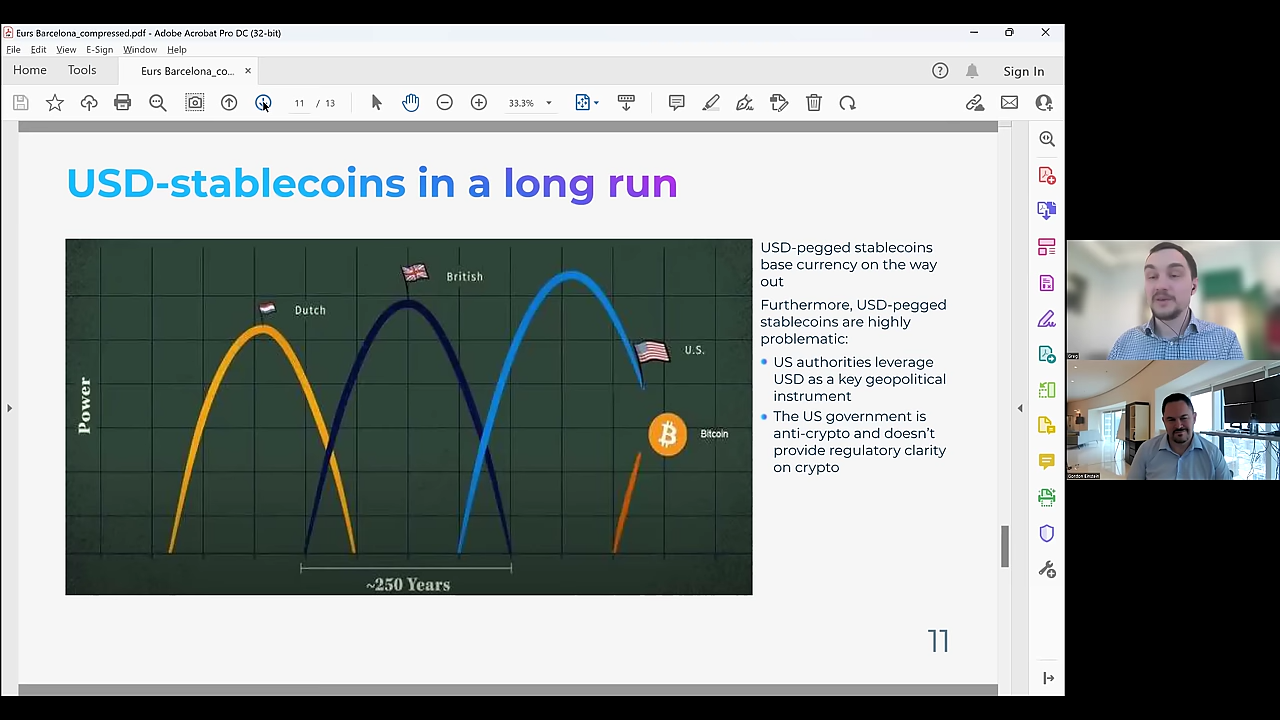 Eurs Barcelona_compressed.pdf - Adobe Acrobat Pro DC (32-bit)
File Edit View E-Sign Window Help
Home Tools Eurs Barcelona_co... × Sign In
11 / 13 33.3%
USD-stablecoins in a long run
Dutch
British
U.S.
Bitcoin
Power
~250 Years
USD-pegged stablecoins
base currency on the way
out
Furthermore, USD-pegged
stablecoins are highly
problematic:
• US authorities leverage
USD as a key geopolitical
instrument
• The US government is
anti-crypto and doesn't
provide regulatory clarity
on crypto
11
Greg
Gordon Einstein